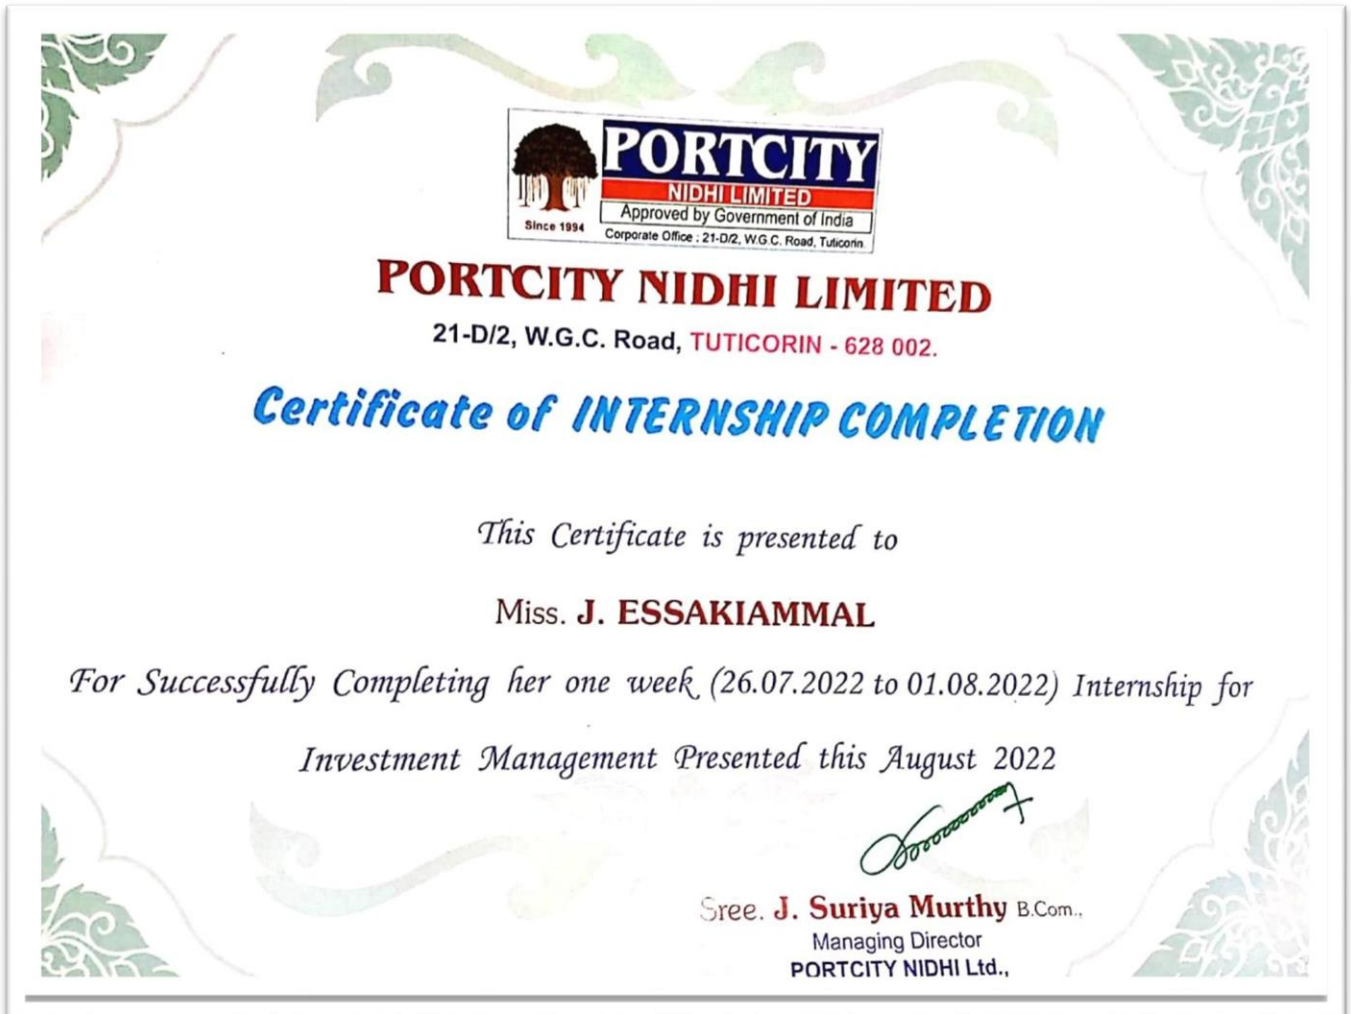 PORTCITY
NIDHI LIMITED
Approved by Government of India
Since 1994
Corporate Office : 21-D/2, W.G.C. Road, Tuticorin.
PORTCITY NIDHI LIMITED
21-D/2, W.G.C. Road, TUTICORIN - 628 002.
Certificate of INTERNSHIP COMPLETION
This Certificate is presented to
Miss. J. ESSAKIAMMAL
For Successfully Completing her one week (26.07.2022 to 01.08.2022) Internship for
Investment Management Presented this August 2022
Sree. J. Suriya Murthy B.Com.,
Managing Director
PORTCITY NIDHI Ltd.,